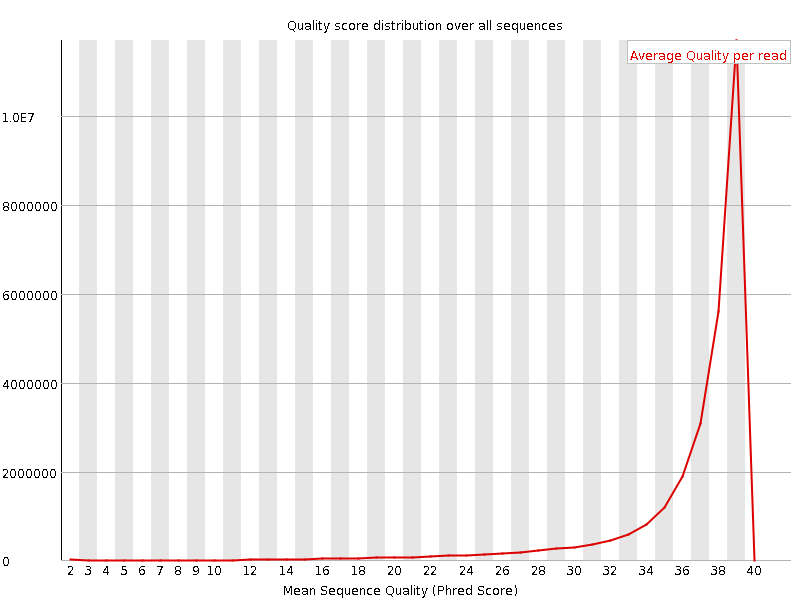 Quality score distribution over all sequences
Average Quality per read
1.0E7
8000000
6000000
4000000
2000000
0
2 3 4 5 6 7 8 9 10 12 14 16 18 20 22 24 26 28 30 32 34 36 38 40
Mean Sequence Quality (Phred Score)